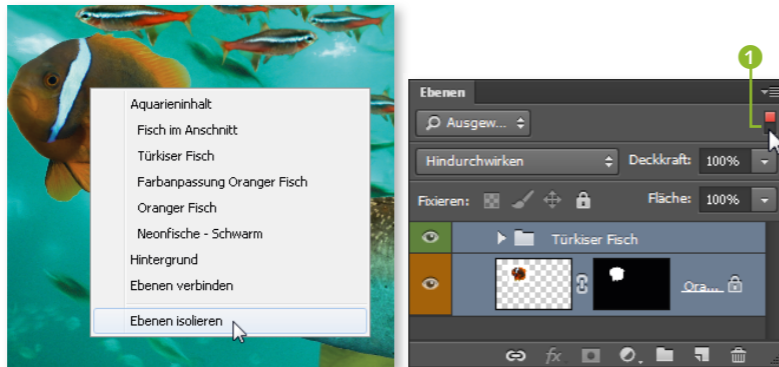 Aquarieninhalt
Fisch im Anschnitt
Türkiser Fisch
Farbanpassung Oranger Fisch
Oranger Fisch
Neonfische - Schwarm
Hintergrund
Ebenen verbinden
Ebenen isolieren
1
Ebenen
Ausgew...
Hindurchwirken Deckkraft: 100%
Fixieren: Fläche: 100%
Türkiser Fisch
Ora...
fx